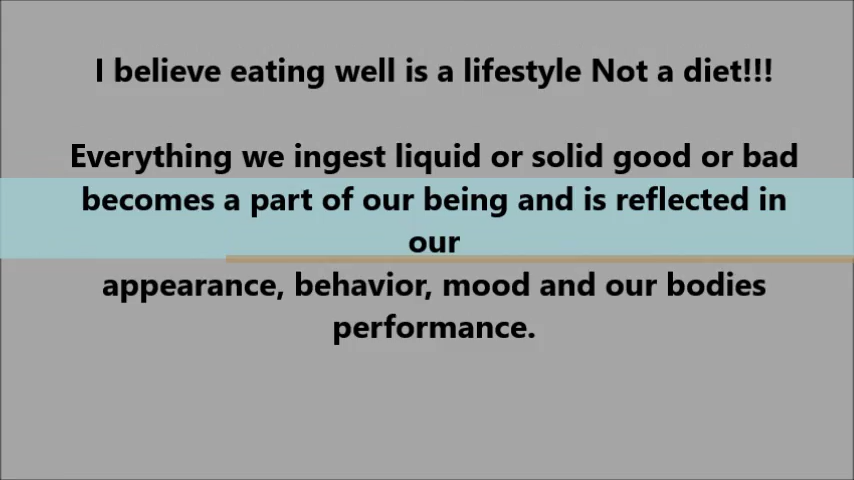 I believe eating well is a lifestyle Not a diet!!!
Everything we ingest liquid or solid good or bad
becomes a part of our being and is reflected in
our
appearance, behavior, mood and our bodies
performance.